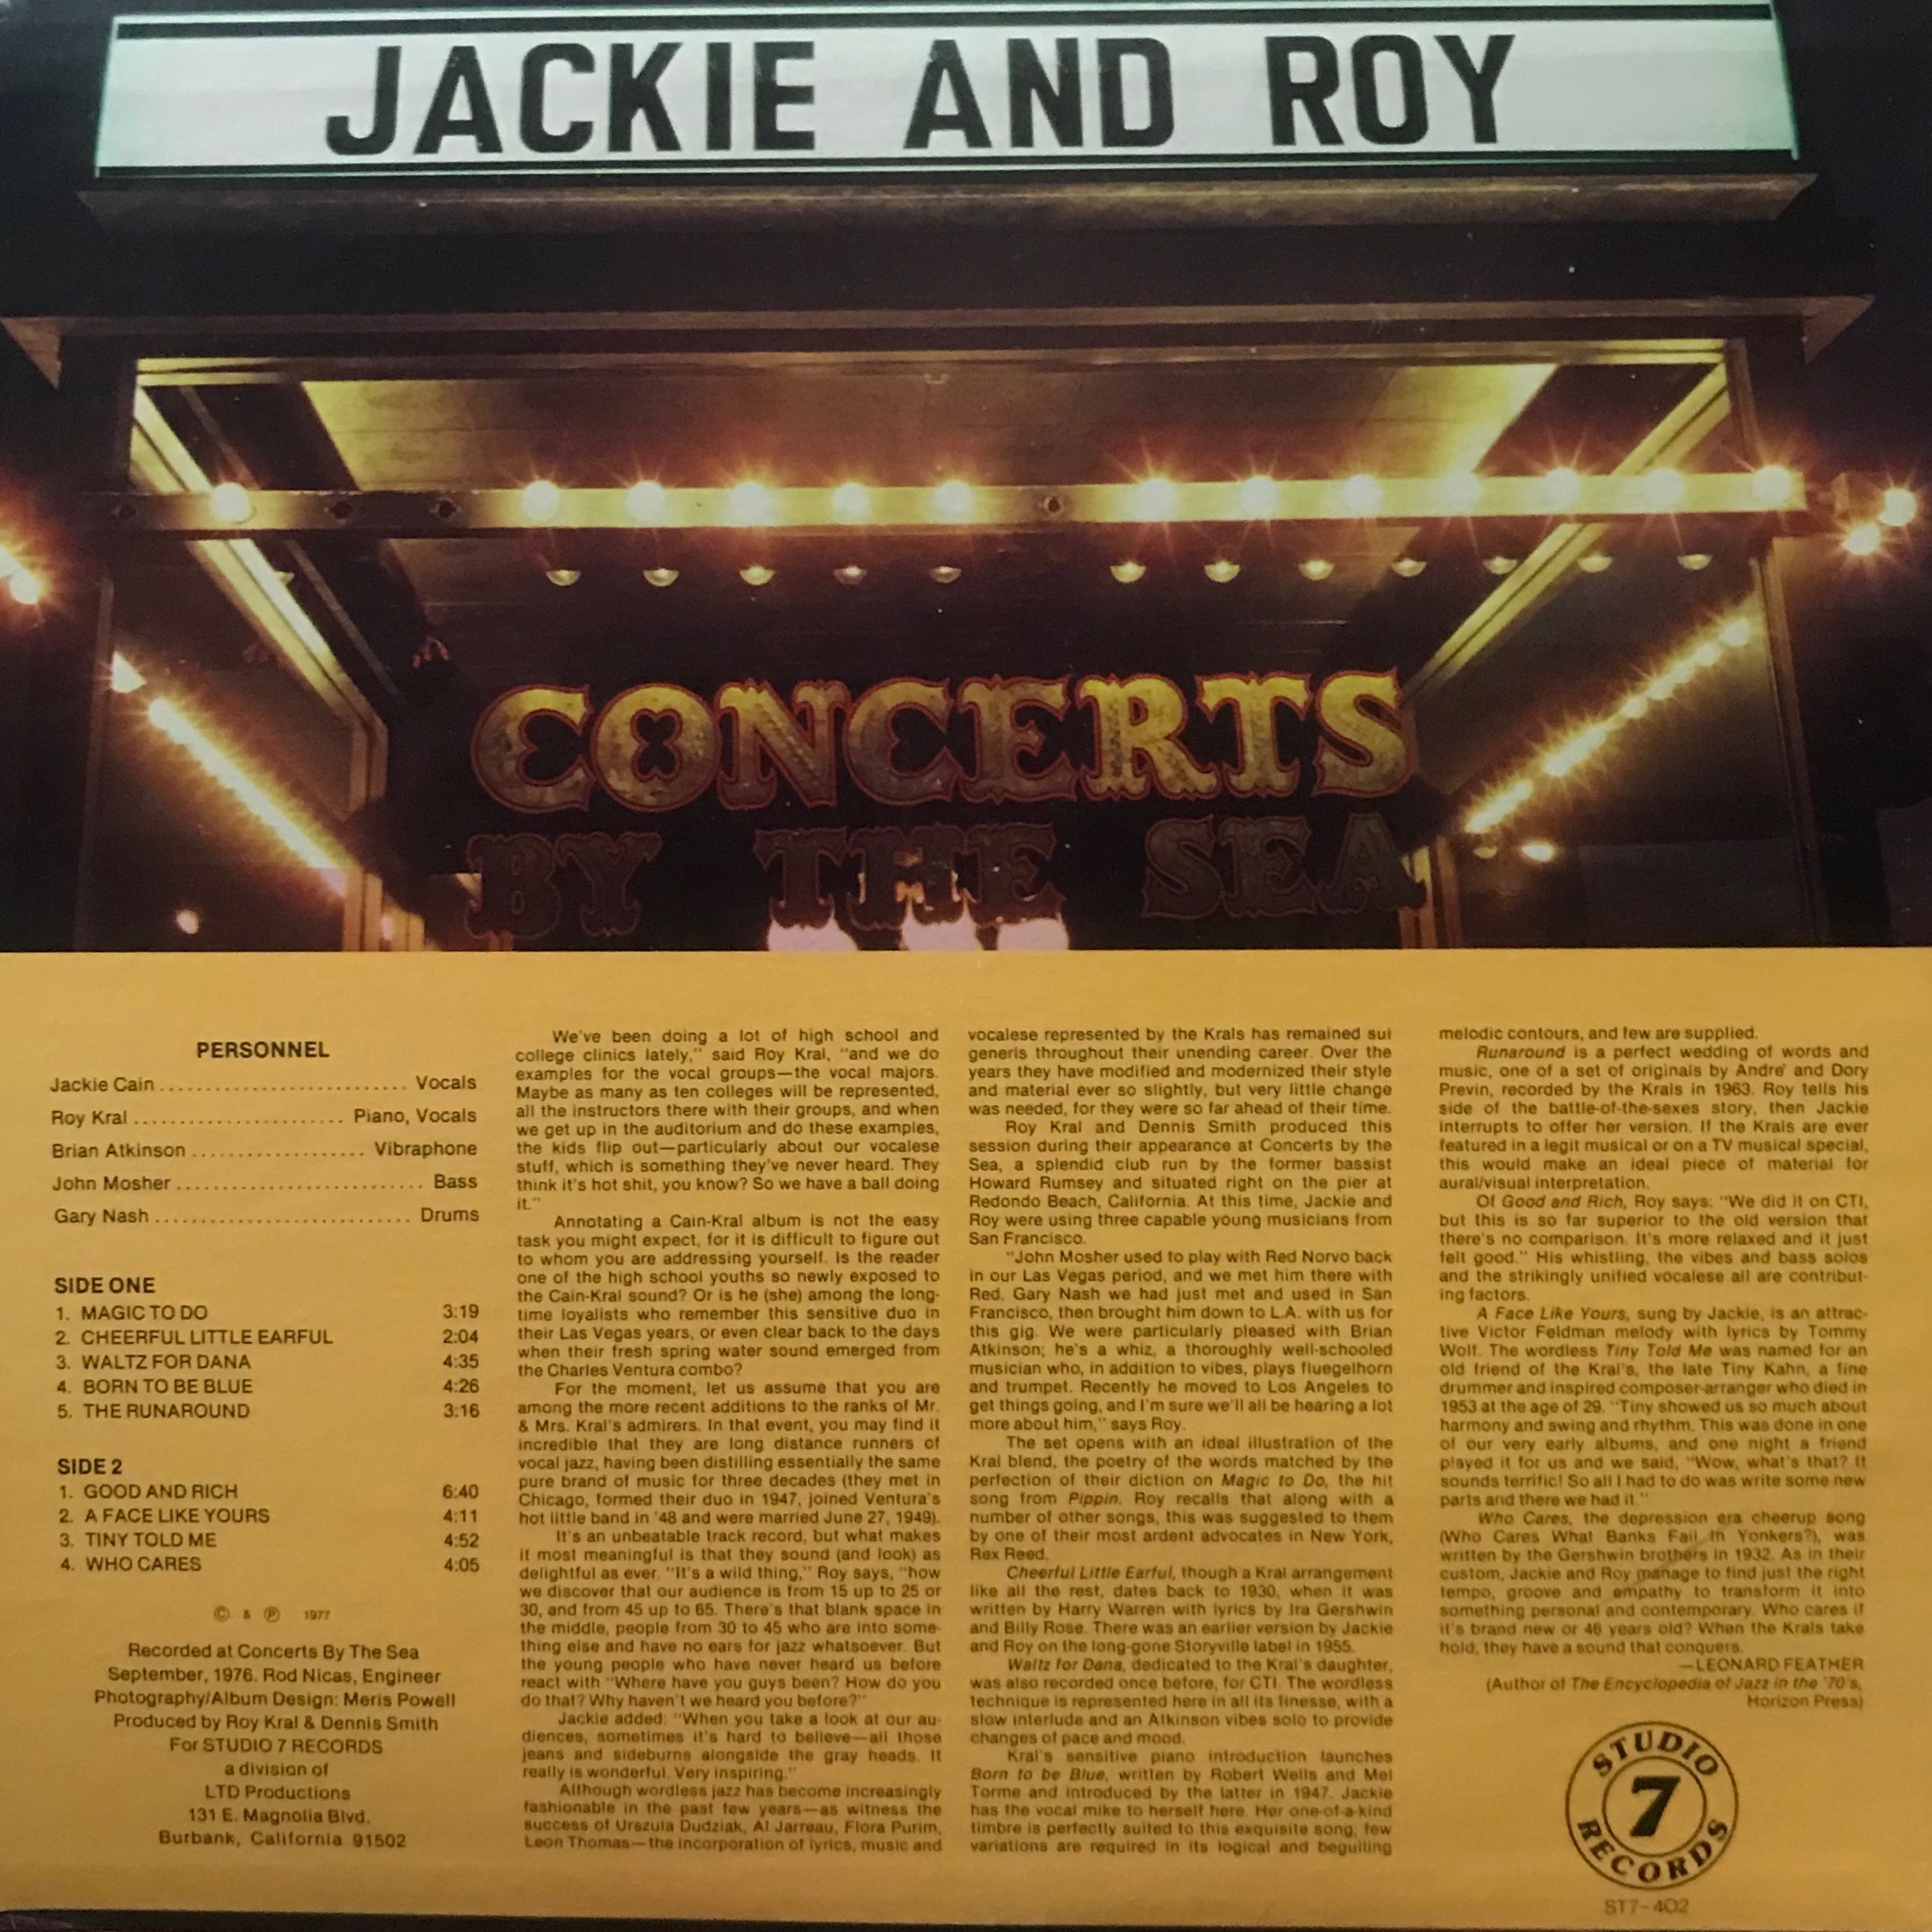 JACKIE AND ROY
CONCERTS
BY THE SEA
PERSONNEL
Jackie Cain .......................... Vocals
Roy Kral ...................... Piano, Vocals
Brian Atkinson ................... Vibraphone
John Mosher .......................... Bass
Gary Nash ........................... Drums
SIDE ONE
1. MAGIC TO DO 3:19
2. CHEERFUL LITTLE EARFUL 2:04
3. WALTZ FOR DANA 4:35
4. BORN TO BE BLUE 4:26
5. THE RUNAROUND 3:16
SIDE 2
1. GOOD AND RICH 6:40
2. A FACE LIKE YOURS 4:11
3. TINY TOLD ME 4:52
4. WHO CARES 4:05
© & ℗ 1977
Recorded at Concerts By The Sea
September, 1976. Rod Nicas, Engineer
Photography/Album Design: Meris Powell
Produced by Roy Kral & Dennis Smith
For STUDIO 7 RECORDS
a division of
LTD Productions
131 E. Magnolia Blvd.
Burbank, California 91502
We've been doing a lot of high school and
college clinics lately," said Roy Kral, "and we do
examples for the vocal groups—the vocal majors.
Maybe as many as ten colleges will be represented,
all the instructors there with their groups, and when
we get up in the auditorium and do these examples,
the kids flip out—particularly about our vocalese
stuff, which is something they've never heard. They
think it's hot shit, you know? So we have a ball doing
it."
Annotating a Cain-Kral album is not the easy
task you might expect, for it is difficult to figure out
to whom you are addressing yourself. Is the reader
one of the high school youths so newly exposed to
the Cain-Kral sound? Or is he (she) among the long-
time loyalists who remember this sensitive duo in
their Las Vegas years, or even clear back to the days
when their fresh spring water sound emerged from
the Charles Ventura combo?
For the moment, let us assume that you are
among the more recent additions to the ranks of Mr.
& Mrs. Kral's admirers. In that event, you may find it
incredible that they are long distance runners of
vocal jazz, having been distilling essentially the same
pure brand of music for three decades (they met in
Chicago, formed their duo in 1947, joined Ventura's
hot little band in '48 and were married June 27, 1949).
It's an unbeatable track record, but what makes
it most meaningful is that they sound (and look) as
delightful as ever. "It's a wild thing," Roy says, "how
we discover that our audience is from 15 up to 25 or
30, and from 45 up to 65. There's that blank space in
the middle, people from 30 to 45 who are into some-
thing else and have no ears for jazz whatsoever. But
the young people who have never heard us before
react with "Where have you guys been? How do you
do that? Why haven't we heard you before?"
Jackie added: "When you take a look at our au-
diences, sometimes it's hard to believe—all those
jeans and sideburns alongside the gray heads. It
really is wonderful. Very inspiring."
Although wordless jazz has become increasingly
fashionable in the past few years—as witness the
success of Urszula Dudziak, Al Jarreau, Flora Purim,
Leon Thomas—the incorporation of lyrics, music and
vocalese represented by the Krals has remained sui
generis throughout their unending career. Over the
years they have modified and modernized their style
and material ever so slightly, but very little change
was needed, for they were so far ahead of their time.
Roy Kral and Dennis Smith produced this
session during their appearance at Concerts by the
Sea, a splendid club run by the former bassist
Howard Rumsey and situated right on the pier at
Redondo Beach, California. At this time, Jackie and
Roy were using three capable young musicians from
San Francisco.
"John Mosher used to play with Red Norvo back
in our Las Vegas period, and we met him there with
Red. Gary Nash we had just met and used in San
Francisco, then brought him down to L.A. with us for
this gig. We were particularly pleased with Brian
Atkinson; he's a whiz, a thoroughly well-schooled
musician who, in addition to vibes, plays fluegelhorn
and trumpet. Recently he moved to Los Angeles to
get things going, and I'm sure we'll all be hearing a lot
more about him," says Roy.
The set opens with an ideal illustration of the
Kral blend, the poetry of the words matched by the
perfection of their diction on Magic to Do, the hit
song from Pippin. Roy recalls that along with a
number of other songs, this was suggested to them
by one of their most ardent advocates in New York,
Rex Reed.
Cheerful Little Earful, though a Kral arrangement
like all the rest, dates back to 1930, when it was
written by Harry Warren with lyrics by Ira Gershwin
and Billy Rose. There was an earlier version by Jackie
and Roy on the long-gone Storyville label in 1955.
Waltz for Dana, dedicated to the Kral's daughter,
was also recorded once before, for CTI. The wordless
technique is represented here in all its finesse, with a
slow interlude and an Atkinson vibes solo to provide
changes of pace and mood.
Kral's sensitive piano introduction launches
Born to be Blue, written by Robert Wells and Mel
Torme and introduced by the latter in 1947. Jackie
has the vocal mike to herself here. Her one-of-a-kind
timbre is perfectly suited to this exquisite song; few
variations are required in its logical and beguiling
melodic contours, and few are supplied.
Runaround is a perfect wedding of words and
music, one of a set of originals by André and Dory
Previn, recorded by the Krals in 1963. Roy tells his
side of the battle-of-the-sexes story, then Jackie
interrupts to offer her version. If the Krals are ever
featured in a legit musical or on a TV musical special,
this would make an ideal piece of material for
aural/visual interpretation.
Of Good and Rich, Roy says: "We did it on CTI,
but this is so far superior to the old version that
there's no comparison. It's more relaxed and it just
felt good." His whistling, the vibes and bass solos
and the strikingly unified vocalese all are contribut-
ing factors.
A Face Like Yours, sung by Jackie, is an attrac-
tive Victor Feldman melody with lyrics by Tommy
Wolf. The wordless Tiny Told Me was named for an
old friend of the Kral's, the late Tiny Kahn, a fine
drummer and inspired composer-arranger who died in
1953 at the age of 29. "Tiny showed us so much about
harmony and swing and rhythm. This was done in one
of our very early albums, and one night a friend
played it for us and we said, "Wow, what's that? It
sounds terrific! So all I had to do was write some new
parts and there we had it."
Who Cares, the depression era cheerup song
(Who Cares What Banks Fail In Yonkers?), was
written by the Gershwin brothers in 1932. As in their
custom, Jackie and Roy manage to find just the right
tempo, groove and empathy to transform it into
something personal and contemporary. Who cares if
it's brand new or 46 years old? When the Krals take
hold, they have a sound that conquers.
—LEONARD FEATHER
(Author of The Encyclopedia of Jazz in the '70's,
Horizon Press)
STUDIO
7
RECORDS
ST7-402